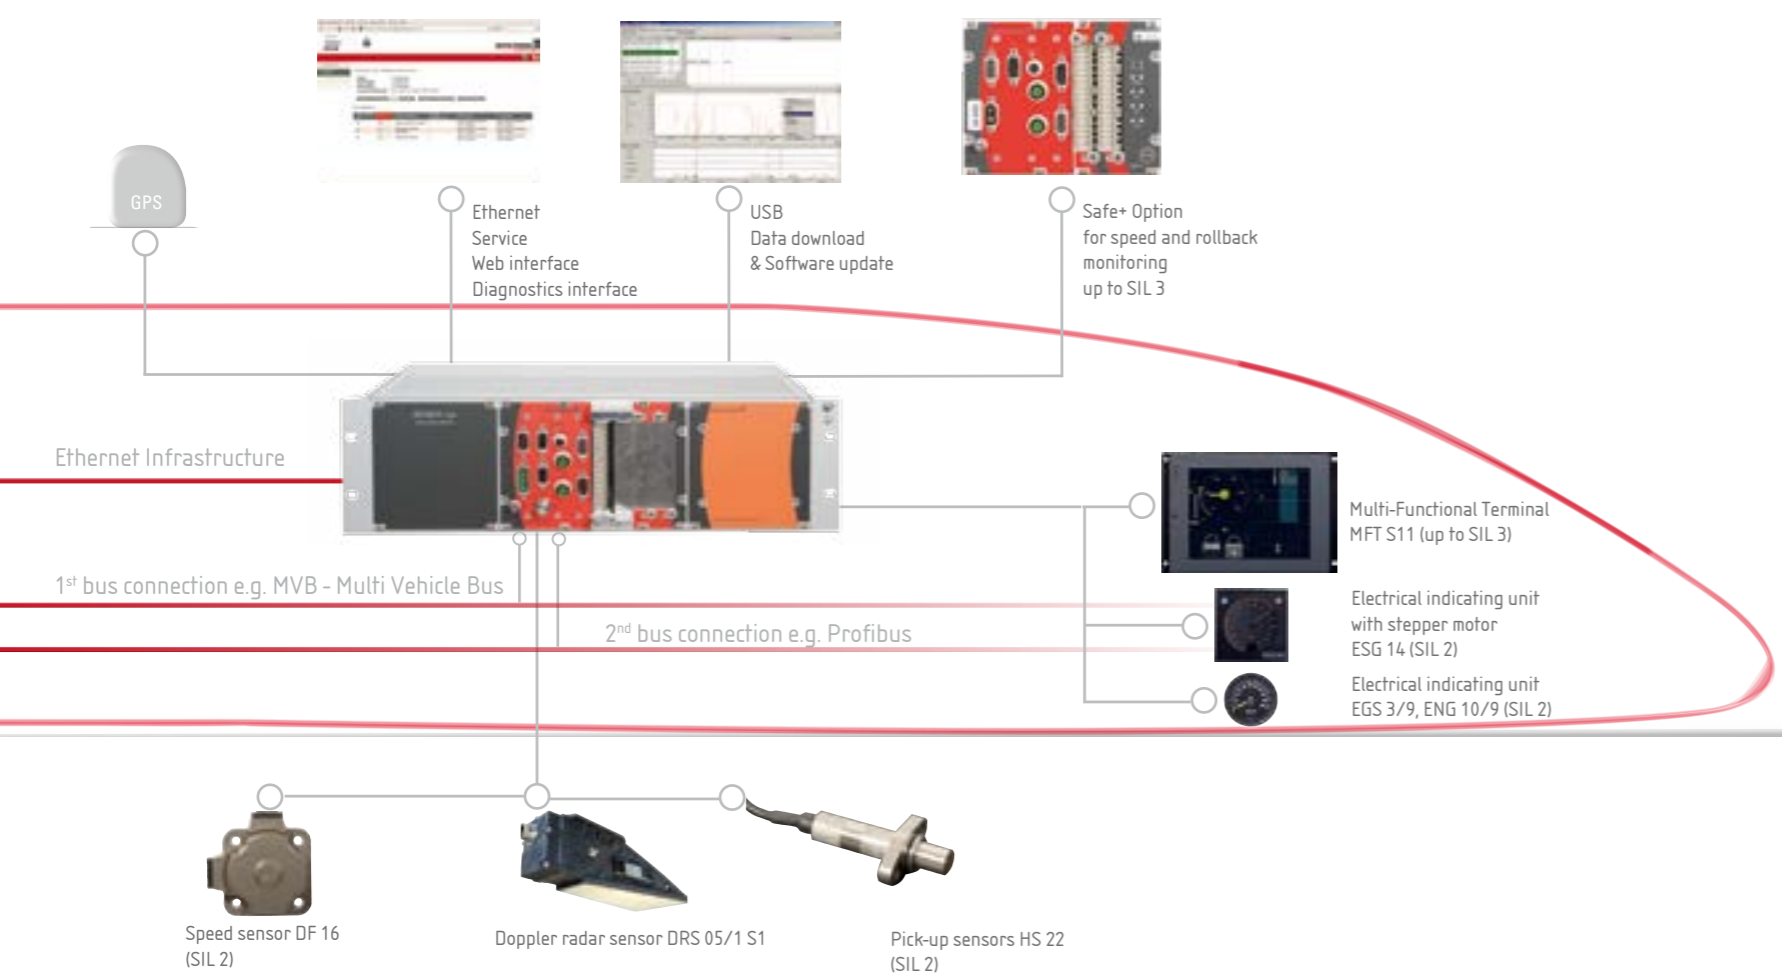 GPS
Ethernet
Service
Web interface
Diagnostics interface
USB
Data download
& Software update
Safe+ Option
for speed and rollback
monitoring
up to SIL 3
Ethernet Infrastructure
Multi-Functional Terminal
MFT S11 (up to SIL 3)
1st bus connection e.g. MVB - Multi Vehicle Bus
2nd bus connection e.g. Profibus
Electrical indicating unit
with stepper motor
ESG 14 (SIL 2)
Electrical indicating unit
EGS 3/9, ENG 10/9 (SIL 2)
Speed sensor DF 16
(SIL 2)
Doppler radar sensor DRS 05/1 S1
Pick-up sensors HS 22
(SIL 2)